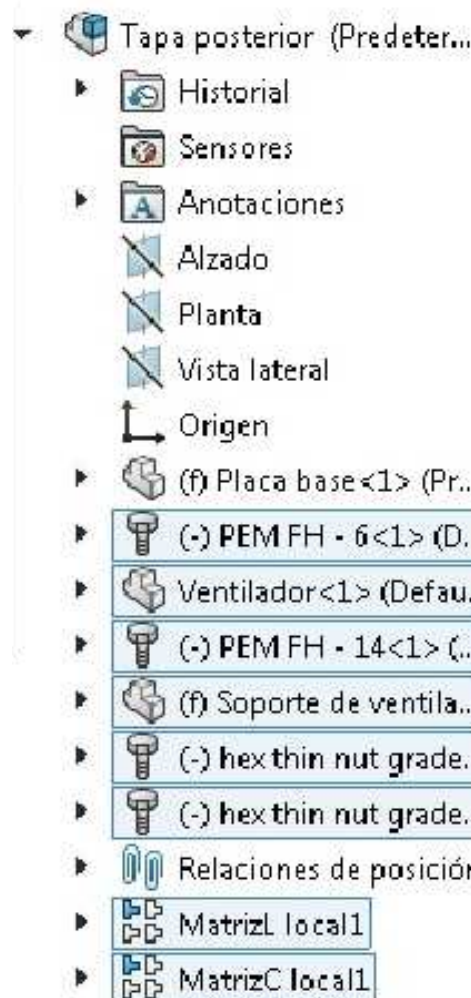 Tapa posterior (Predeter...
Historial
Sensores
Anotaciones
Alzado
Planta
Vista lateral
Origen
(f) Placa base<1> (Pr...
(-) PEM FH - 6<1> (D.
Ventilador<1> (Defau.
(-) PEM FH - 14<1> (...
(f) Soporte de ventila...
(-) hex thin nut grade.
(-) hex thin nut grade.
Relaciones de posición
MatrizL local1
MatrizC local1